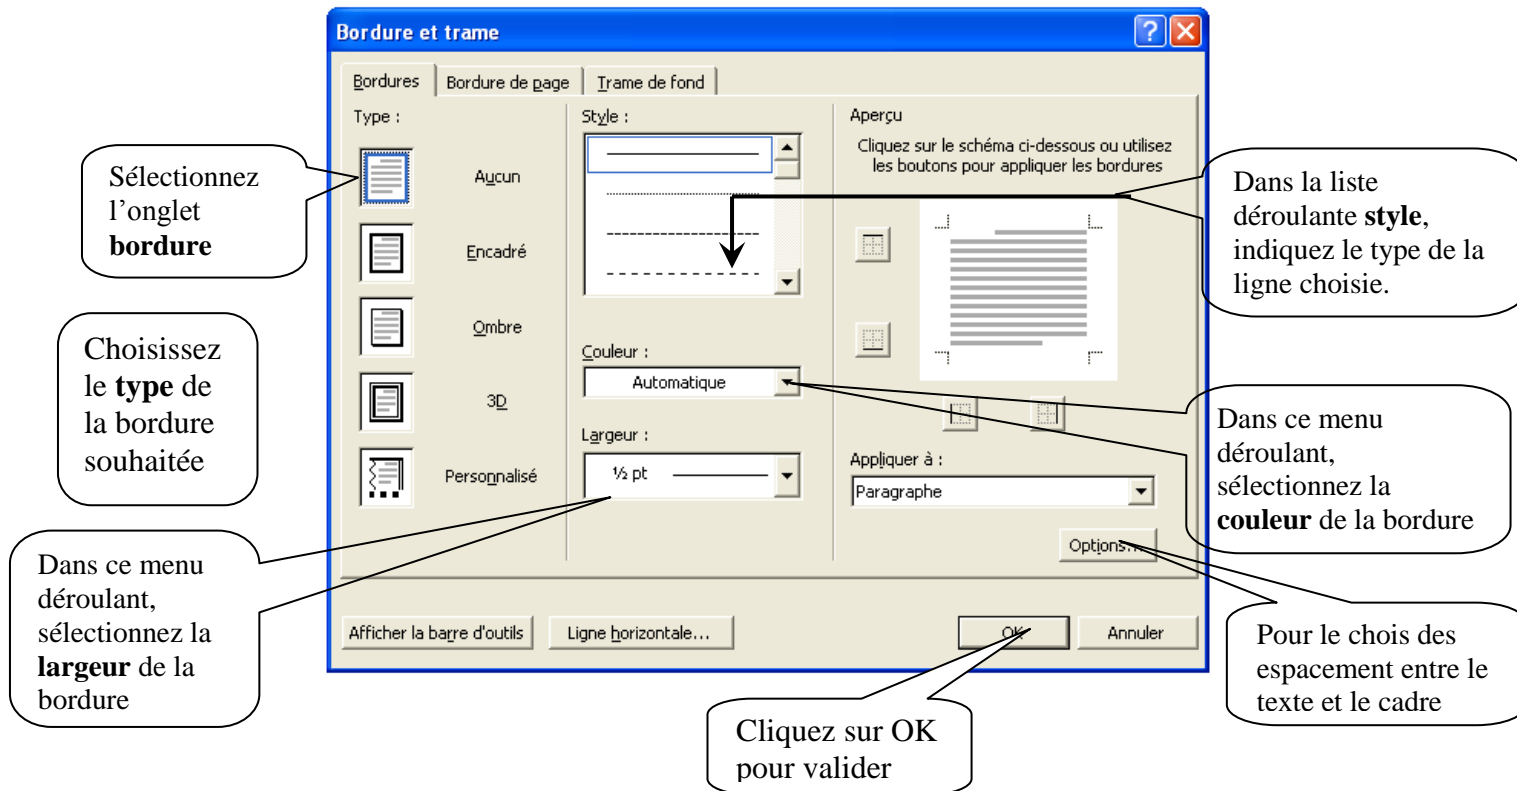 Bordure et trame
Bordures
Bordure de page
Trame de fond
Type :
Aucun
Encadré
Ombre
3D
Personnalisé
Style :
Couleur :
Automatique
Largeur :
½ pt
Aperçu
Cliquez sur le schéma ci-dessous ou utilisez
les boutons pour appliquer les bordures
Appliquer à :
Paragraphe
Options...
Afficher la barre d'outils
Ligne horizontale...
OK
Annuler
Sélectionnez
l’onglet
bordure
Choisissez
le type de
la bordure
souhaitée
Dans ce menu
déroulant,
sélectionnez la
largeur de la
bordure
Dans la liste
déroulante style,
indiquez le type de la
ligne choisie.
Dans ce menu
déroulant,
sélectionnez la
couleur de la bordure
Pour le chois des
espacement entre le
texte et le cadre
Cliquez sur OK
pour valider